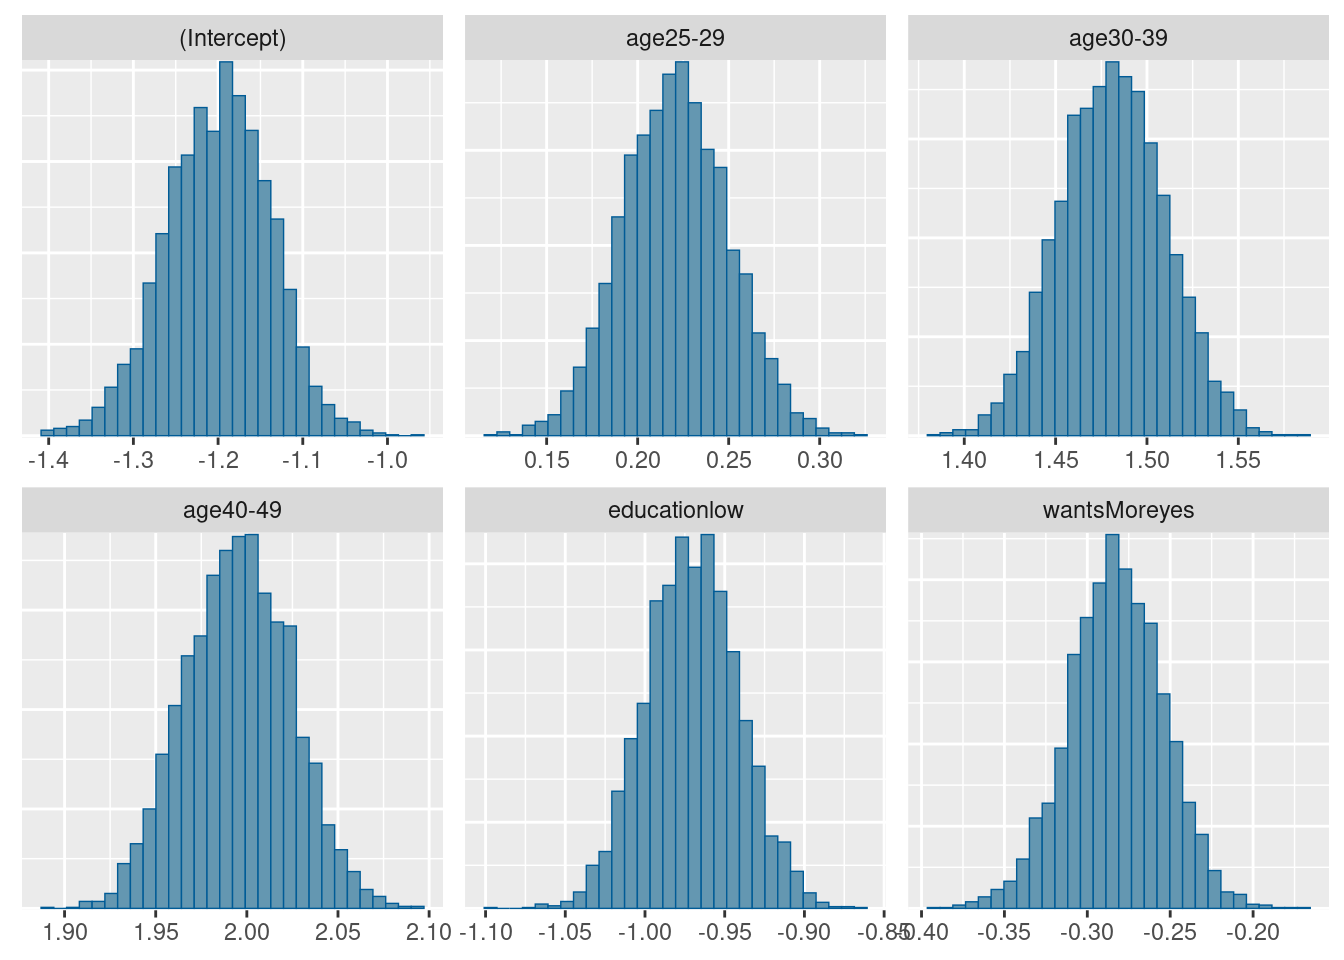 (Intercept) age25-29 age30-39
-1.4 -1.3 -1.2 -1.1 -1.0 0.15 0.20 0.25 0.30 1.40 1.45 1.50 1.55
age40-49 educationlow wantsMoreyes
1.90 1.95 2.00 2.05 2.10 -1.10 -1.05 -1.00 -0.95 -0.90 -0.85 -0.40 -0.35 -0.30 -0.25 -0.20